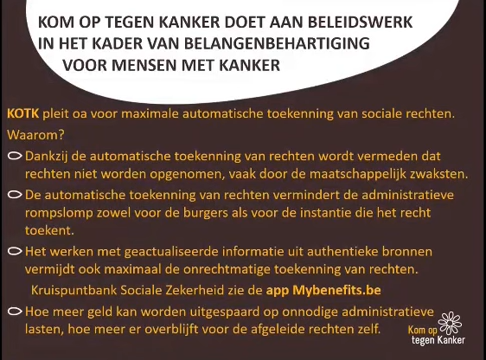 KOM OP TEGEN KANKER DOET AAN BELEIDSWERK
IN HET KADER VAN BELANGENBEHARTIGING
VOOR MENSEN MET KANKER
KOTK pleit oa voor maximale automatische toekenning van sociale rechten.
Waarom?
Dankzij de automatische toekenning van rechten wordt vermeden dat
rechten niet worden opgenomen, vaak door de maatschappelijk zwaksten.
De automatische toekenning van rechten vermindert de administratieve
rompslomp zowel voor de burgers als voor de instantie die het recht
toekent.
Het werken met geactualiseerde informatie uit authentieke bronnen
vermijdt ook maximaal de onrechtmatige toekenning van rechten.
Kruispuntbank Sociale Zekerheid zie de app Mybenefits.be
Hoe meer geld kan worden uitgespaard op onnodige administratieve
lasten, hoe meer er overblijft voor de afgeleide rechten zelf.
Kom op
tegen Kanker